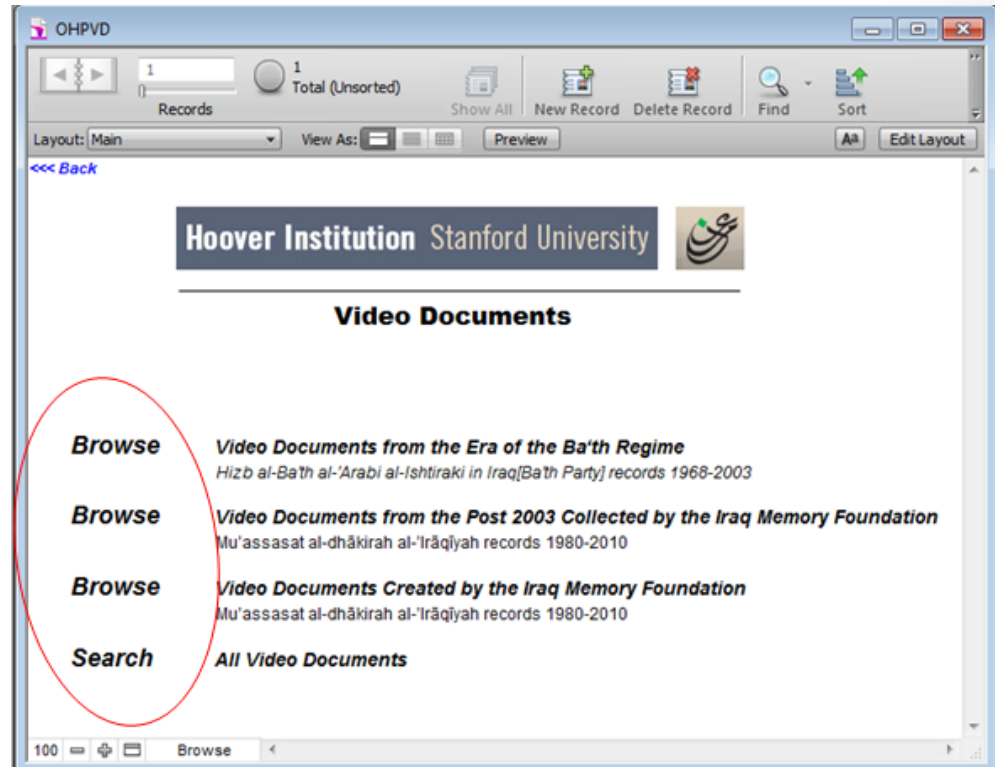 OHPVD
1
1
Total (Unsorted)
Records
Show All
New Record
Delete Record
Find
Sort
Layout: Main
View As:
Preview
Aa
Edit Layout
<<< Back
Hoover Institution Stanford University
Video Documents
Browse Video Documents from the Era of the Ba'th Regime
Hizb al-Ba'th al-'Arabi al-Ishtiraki in Iraq[Ba'th Party] records 1968-2003
Browse Video Documents from the Post 2003 Collected by the Iraq Memory Foundation
Mu'assasat al-dhākirah al-'Irāqīyah records 1980-2010
Browse Video Documents Created by the Iraq Memory Foundation
Mu'assasat al-dhākirah al-'Irāqīyah records 1980-2010
Search All Video Documents
100 Browse